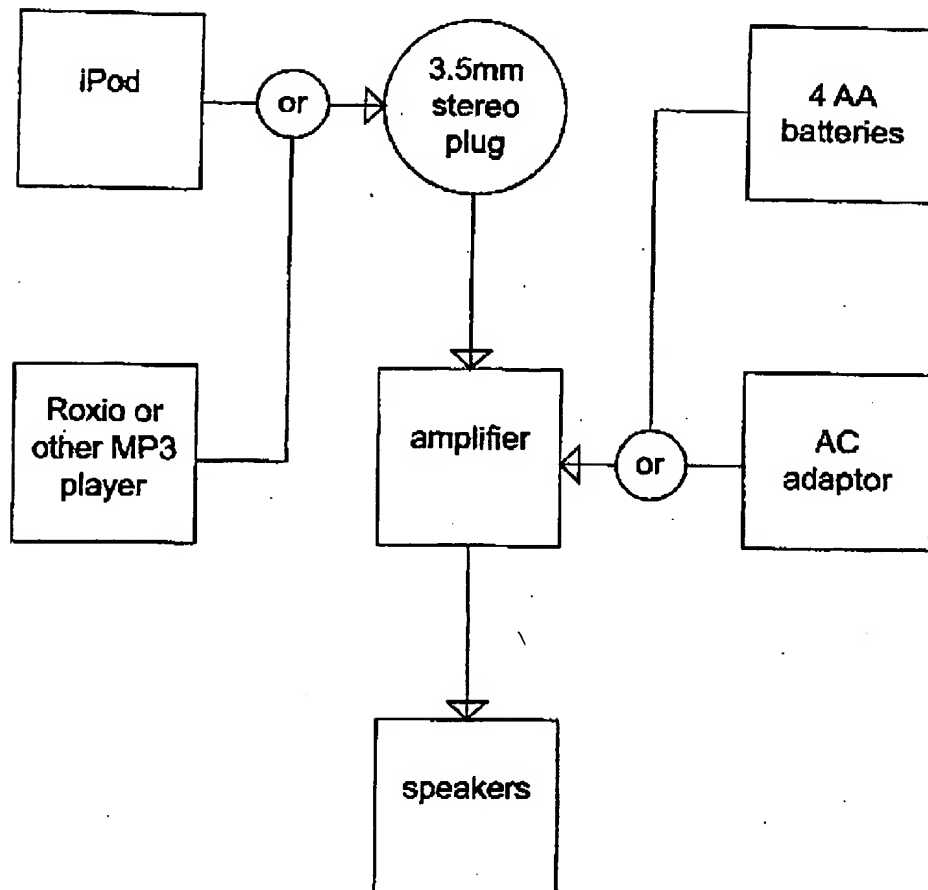 iPod
or
3.5mm
stereo
plug
4 AA
batteries
Roxio or
other MP3
player
amplifier
or
AC
adaptor
speakers